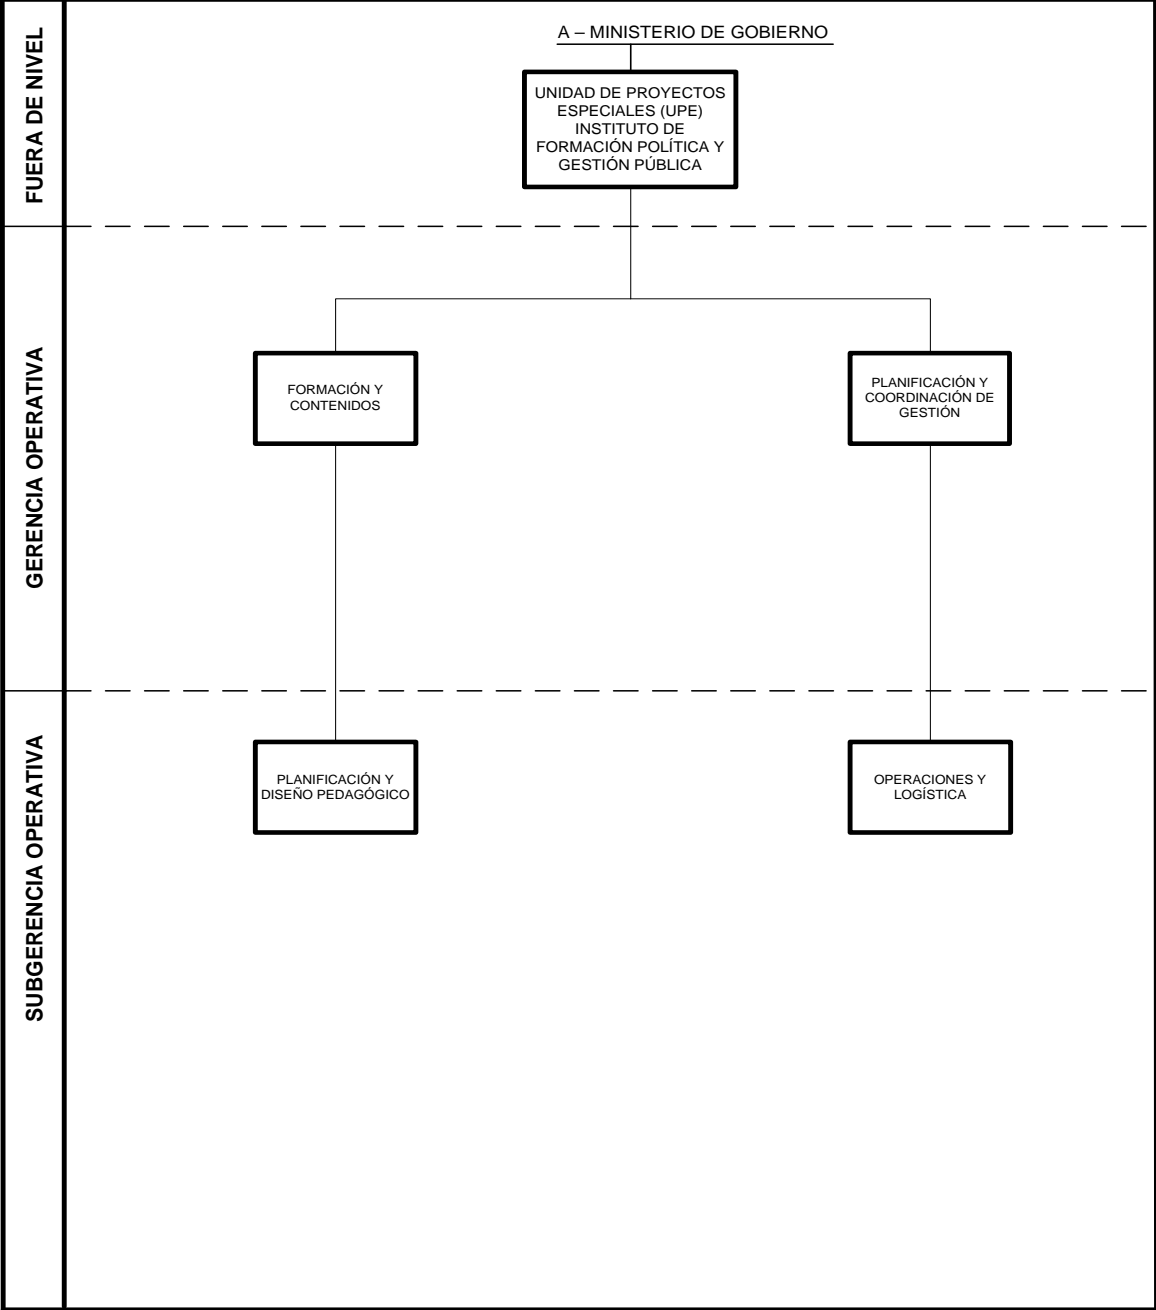 FUERA DE NIVEL
A – MINISTERIO DE GOBIERNO
UNIDAD DE PROYECTOS
ESPECIALES (UPE)
INSTITUTO DE
FORMACIÓN POLÍTICA Y
GESTIÓN PÚBLICA
GERENCIA OPERATIVA
FORMACIÓN Y
CONTENIDOS
PLANIFICACIÓN Y
COORDINACIÓN DE
GESTIÓN
SUBGERENCIA OPERATIVA
PLANIFICACIÓN Y
DISEÑO PEDAGÓGICO
OPERACIONES Y
LOGÍSTICA